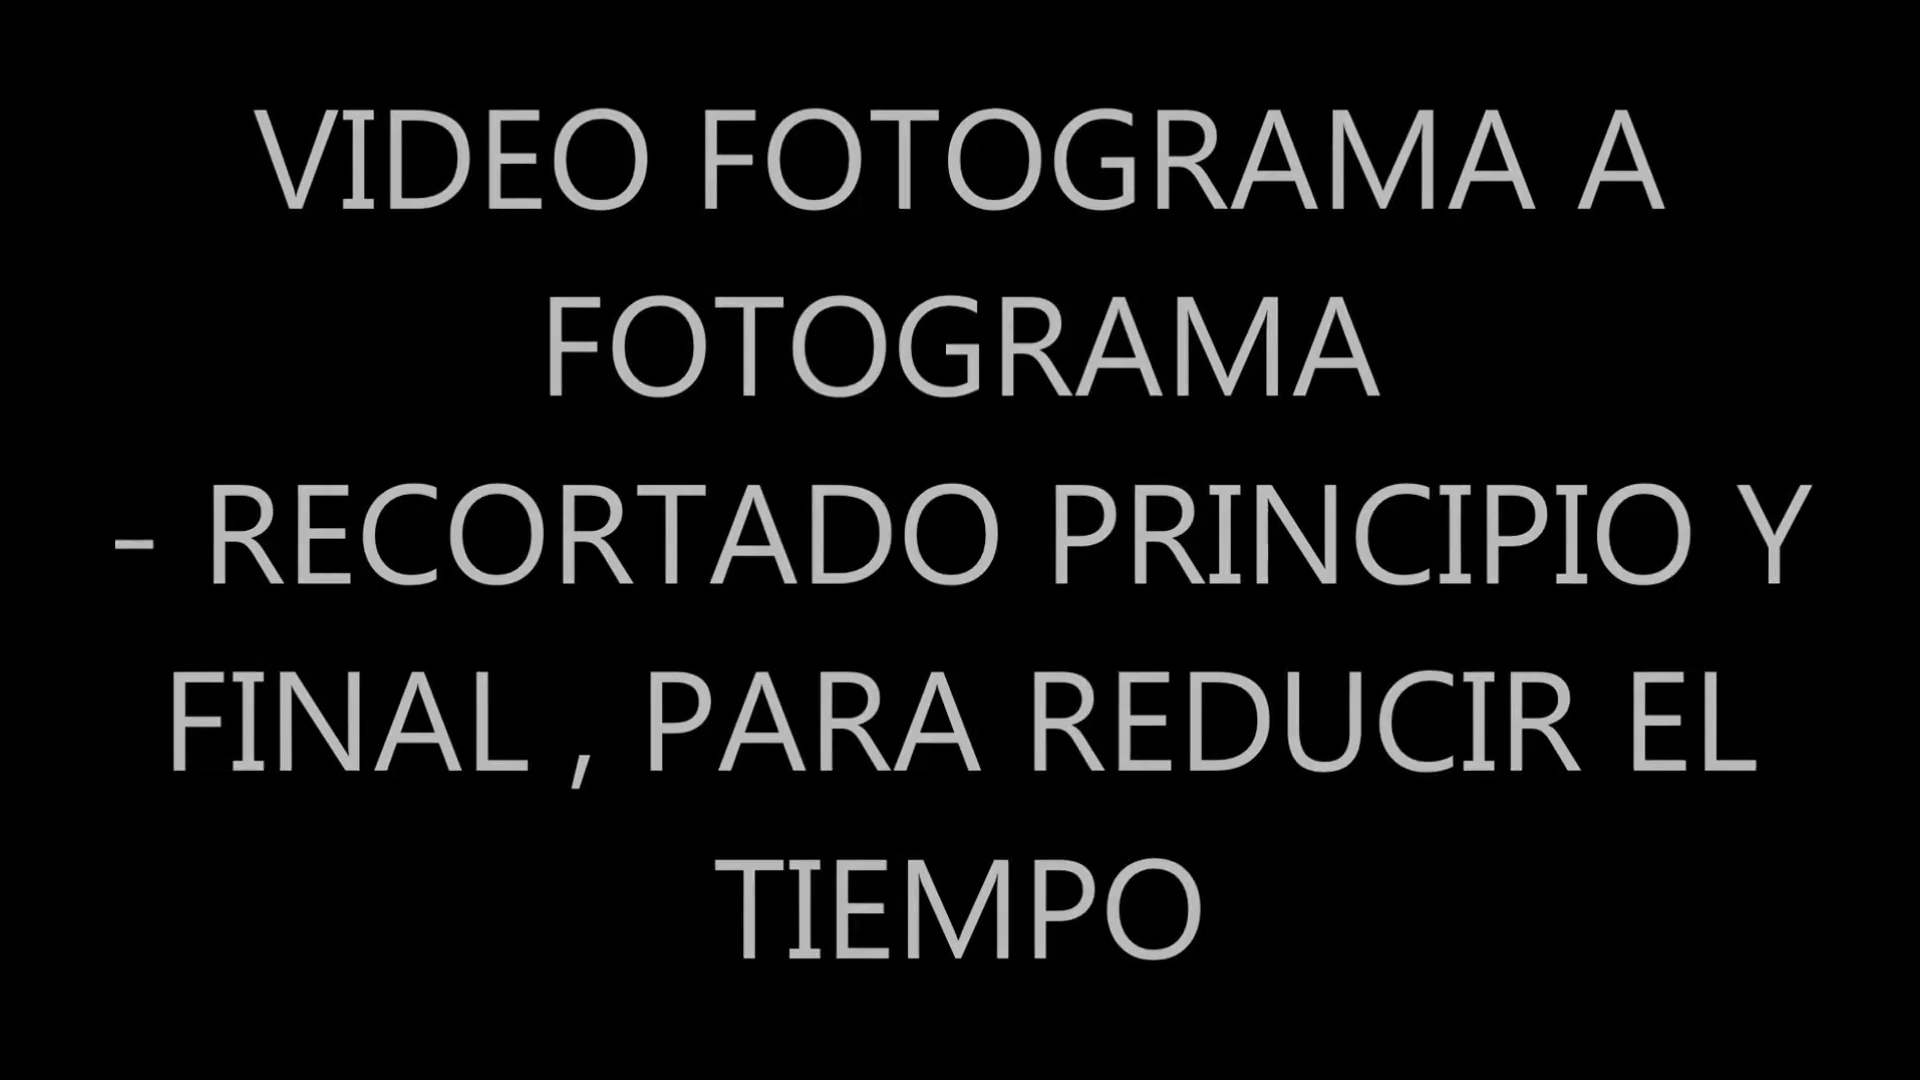 VIDEO FOTOGRAMA A
FOTOGRAMA
- RECORTADO PRINCIPIO Y
FINAL , PARA REDUCIR EL
TIEMPO